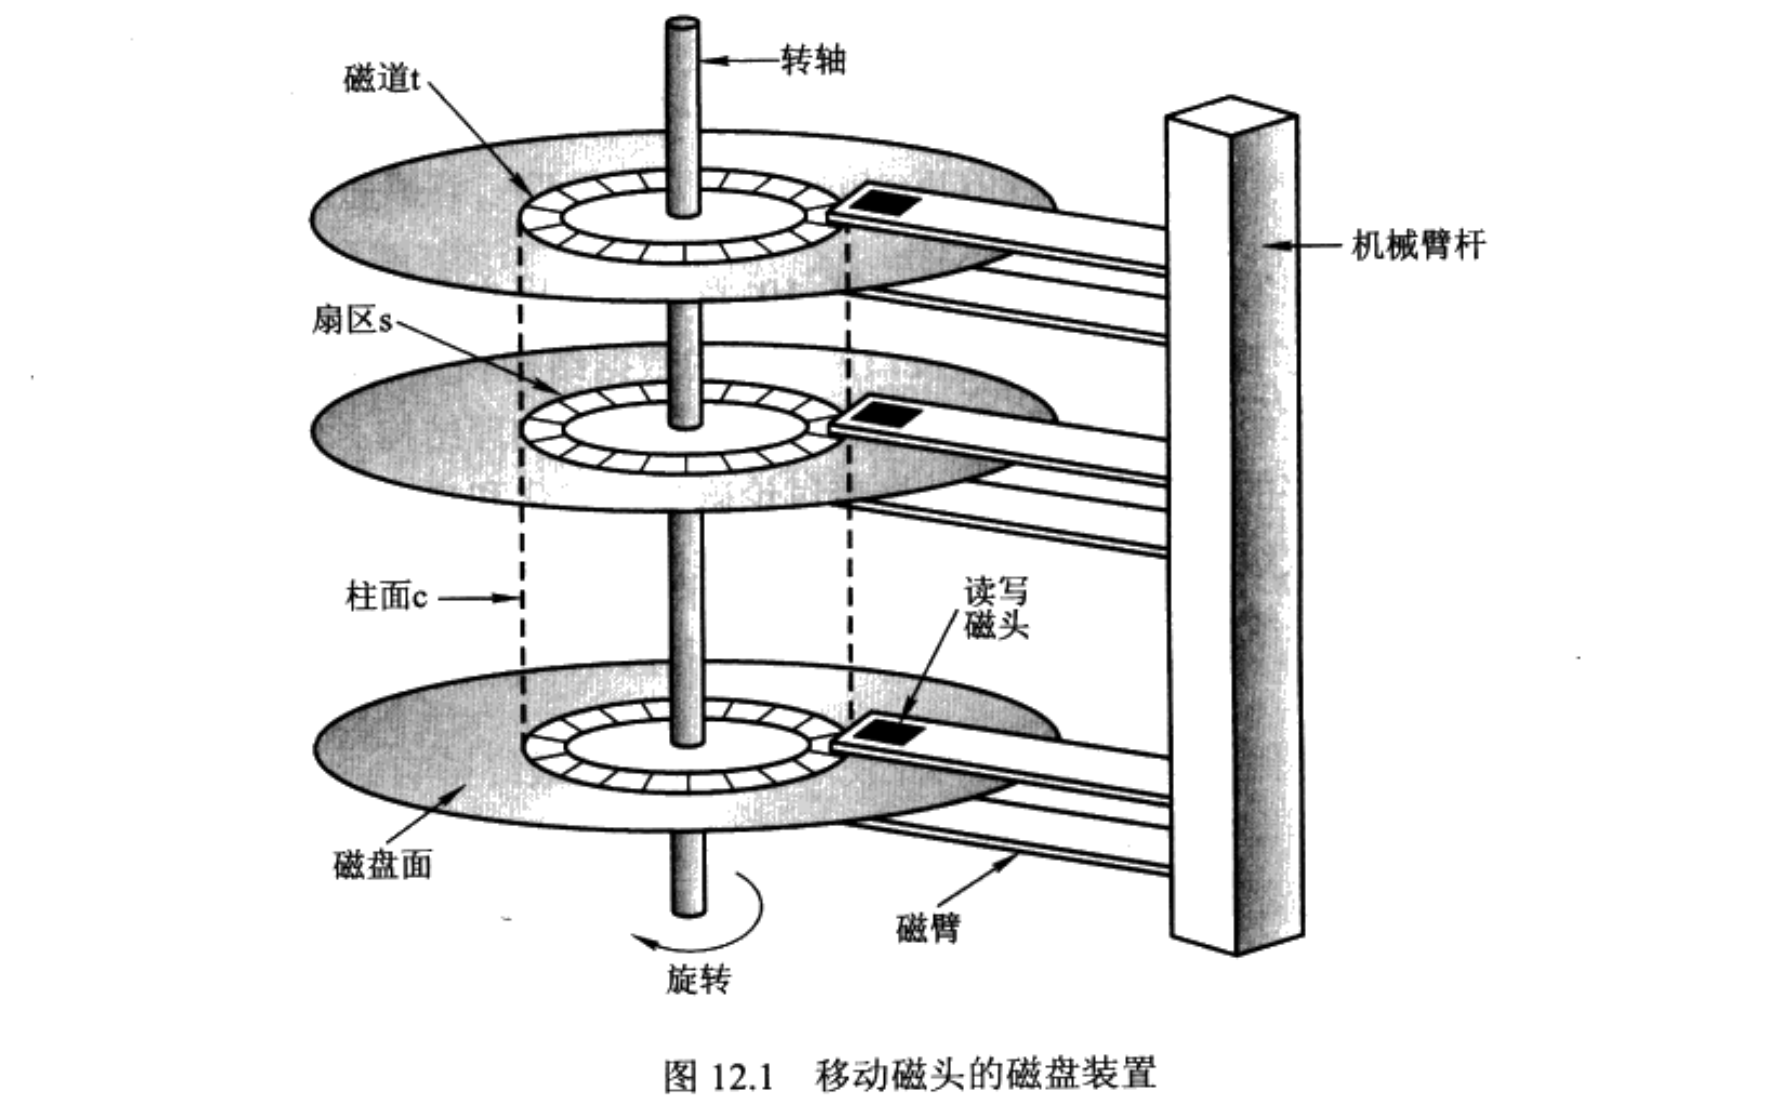 转轴
磁道t
机械臂杆
扇区s
读写
磁头
柱面c
磁盘面
磁臂
旋转
图 12.1 移动磁头的磁盘装置